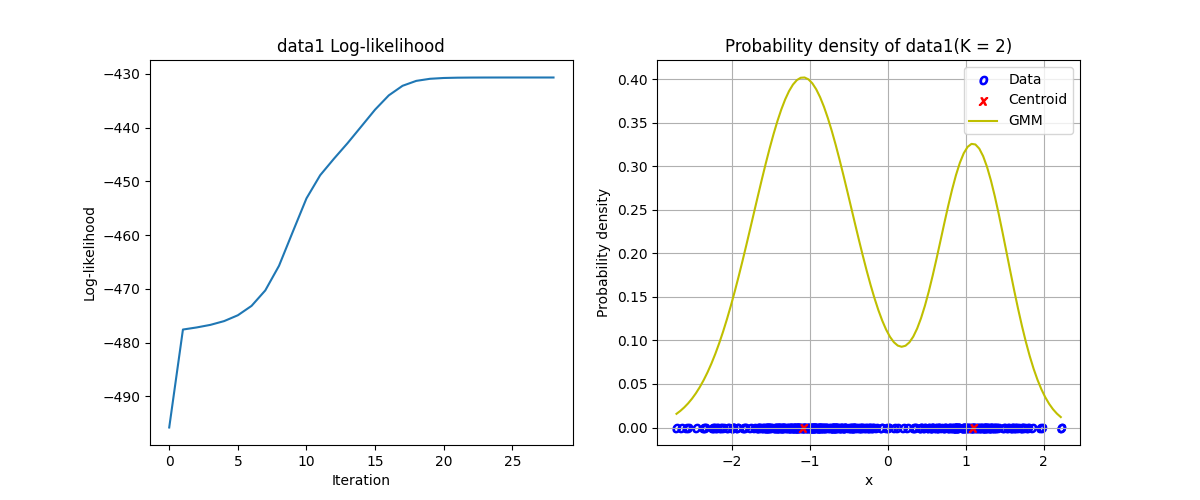 data1 Log-likelihood
−430
−440
−450
−460
−470
−480
−490
Log-likelihood
0 5 10 15 20 25
Iteration
Probability density of data1(K = 2)
Data
Centroid
GMM
0.40
0.35
0.30
0.25
0.20
0.15
0.10
0.05
0.00
Probability density
−2 −1 0 1 2
x